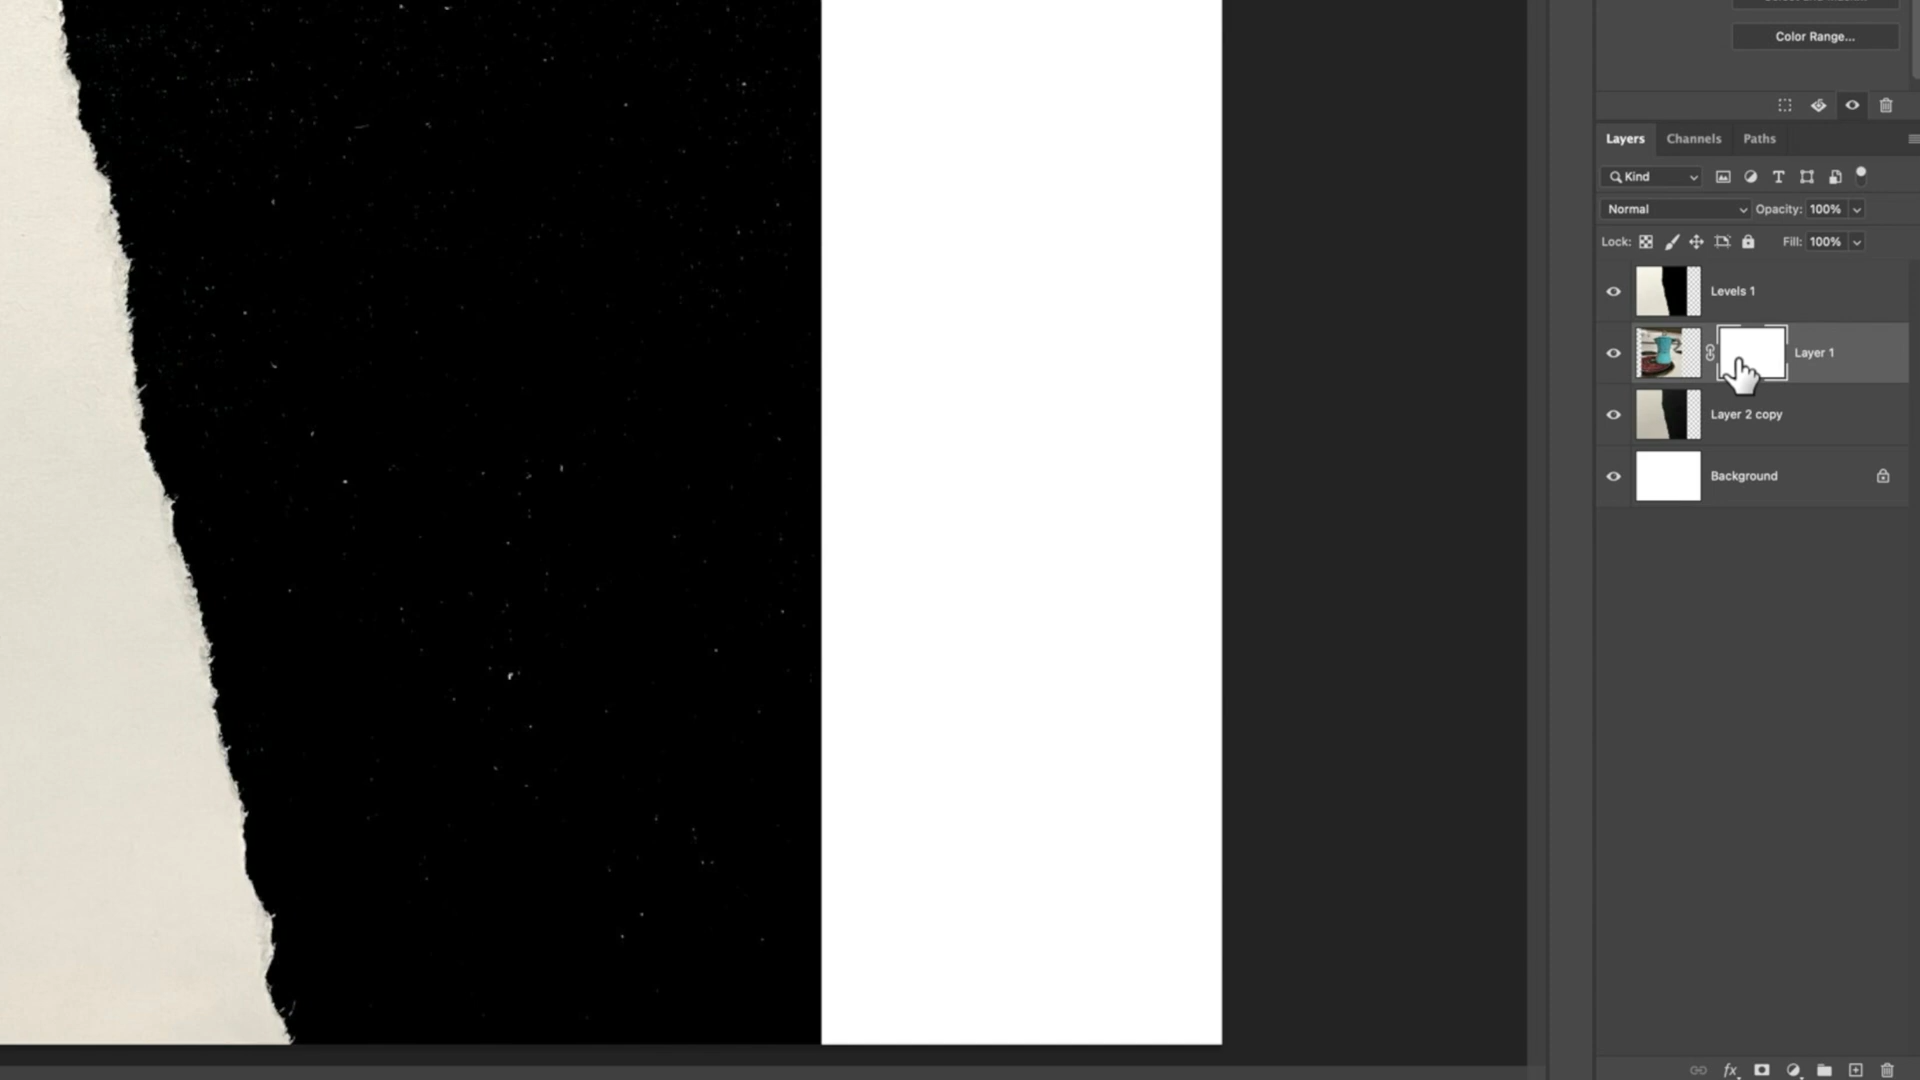 Color Range...
Layers Channels Paths
Kind
Normal Opacity: 100%
Lock: Fill: 100%
Levels 1
Layer 1
Layer 2 copy
Background
fx